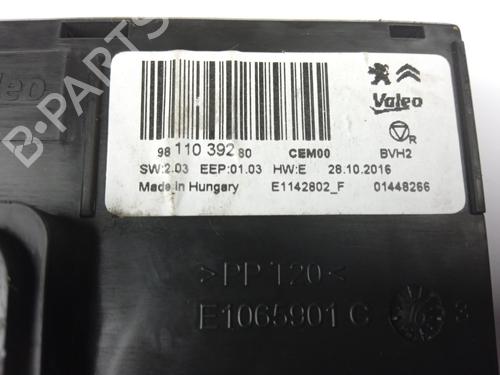 Valeo
98 110 392 80 CEM00 BVH2
SW:2.03 EEP:01.03 HW:E 28.10.2016
Made in Hungary E1142802_F 01448266
R
B-PARTS
>PP T20<
E1065901 C
3